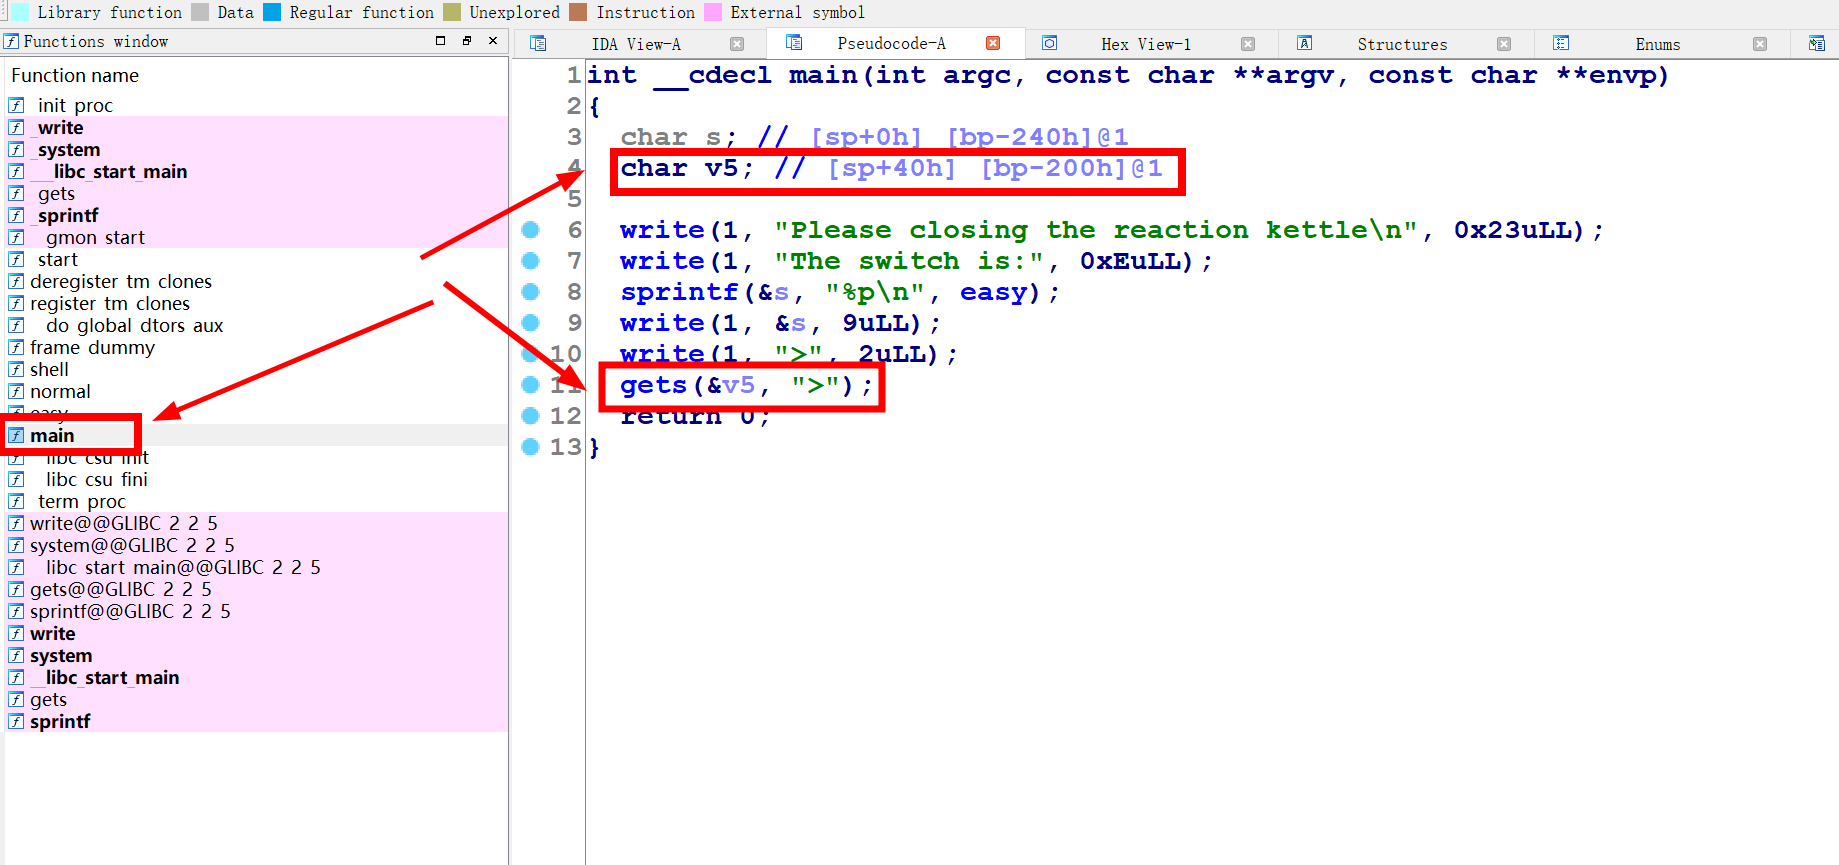 Library function Data Regular function Unexplored Instruction External symbol
Functions window
Function name
init proc
_write
_system
__libc_start_main
gets
_sprintf
gmon start
start
deregister tm clones
register tm clones
do global dtors aux
frame dummy
shell
normal
easy
main
libc csu init
libc csu fini
term proc
write@@GLIBC 2 2 5
system@@GLIBC 2 2 5
libc start main@@GLIBC 2 2 5
gets@@GLIBC 2 2 5
sprintf@@GLIBC 2 2 5
write
system
__libc_start_main
gets
sprintf
IDA View-A Pseudocode-A Hex View-1 Structures Enums
1 int __cdecl main(int argc, const char **argv, const char **envp)
2 {
3 char s; // [sp+0h] [bp-240h]@1
4 char v5; // [sp+40h] [bp-200h]@1
5
6 write(1, "Please closing the reaction kettle\n", 0x23uLL);
7 write(1, "The switch is:", 0xEuLL);
8 sprintf(&s, "%p\n", easy);
9 write(1, &s, 9uLL);
10 write(1, ">", 2uLL);
11 gets(&v5, ">");
12 return 0;
13 }